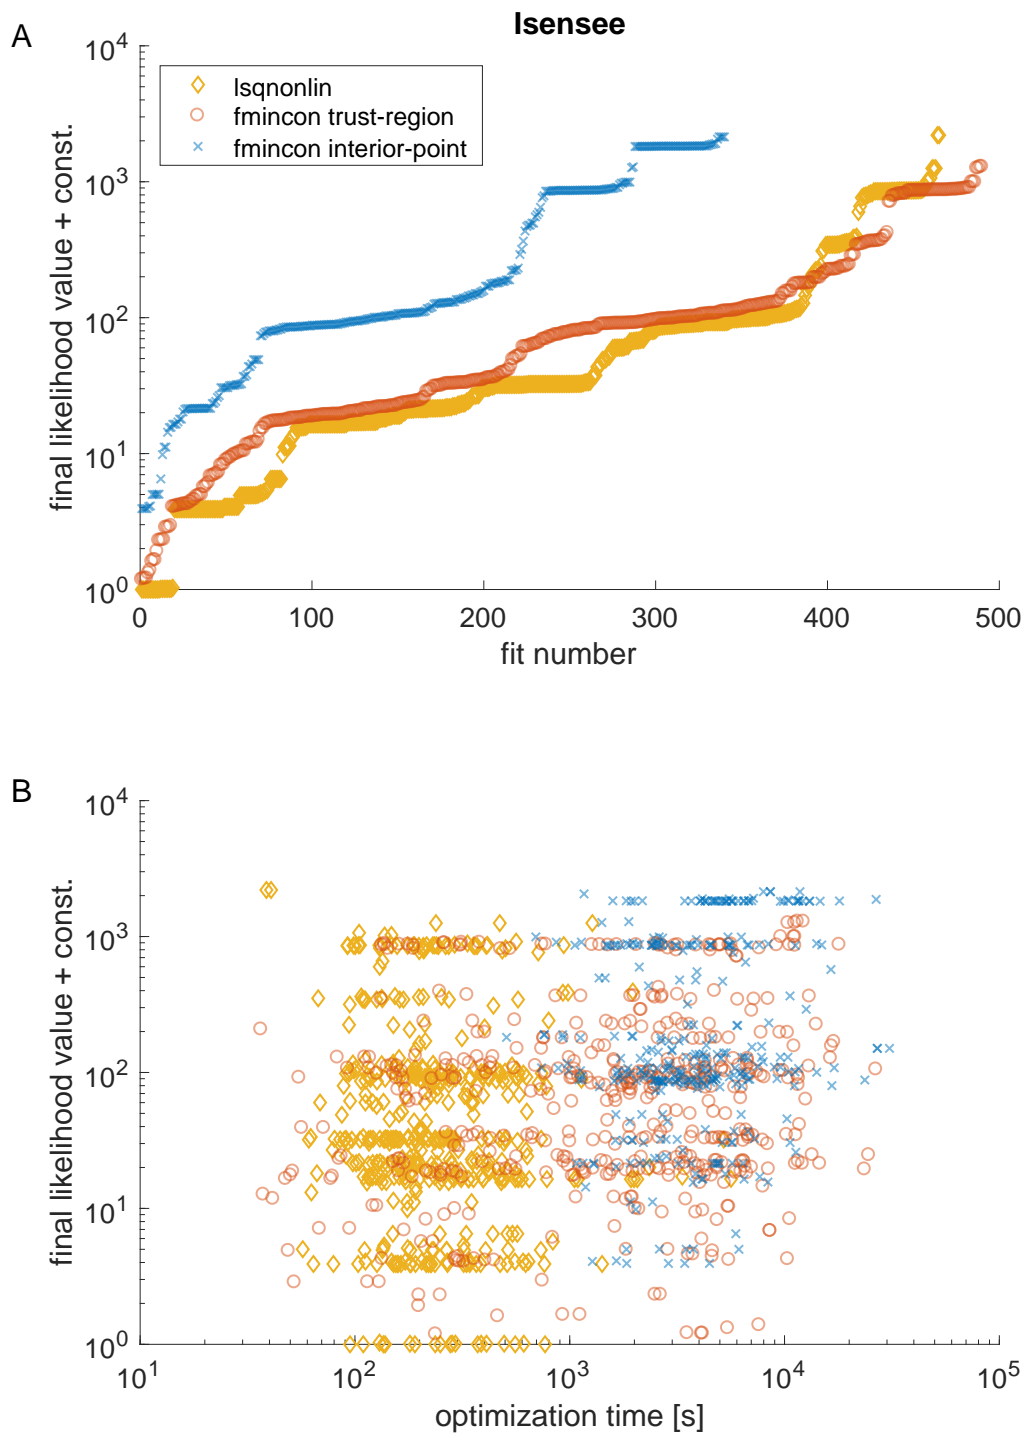 Isensee
A
10^4
10^3
10^2
10^1
10^0
final likelihood value + const.
lsqnonlin
fmincon trust-region
fmincon interior-point
0
100
200
300
400
500
fit number
B
10^4
10^3
10^2
10^1
10^0
final likelihood value + const.
10^1
10^2
10^3
10^4
10^5
optimization time [s]